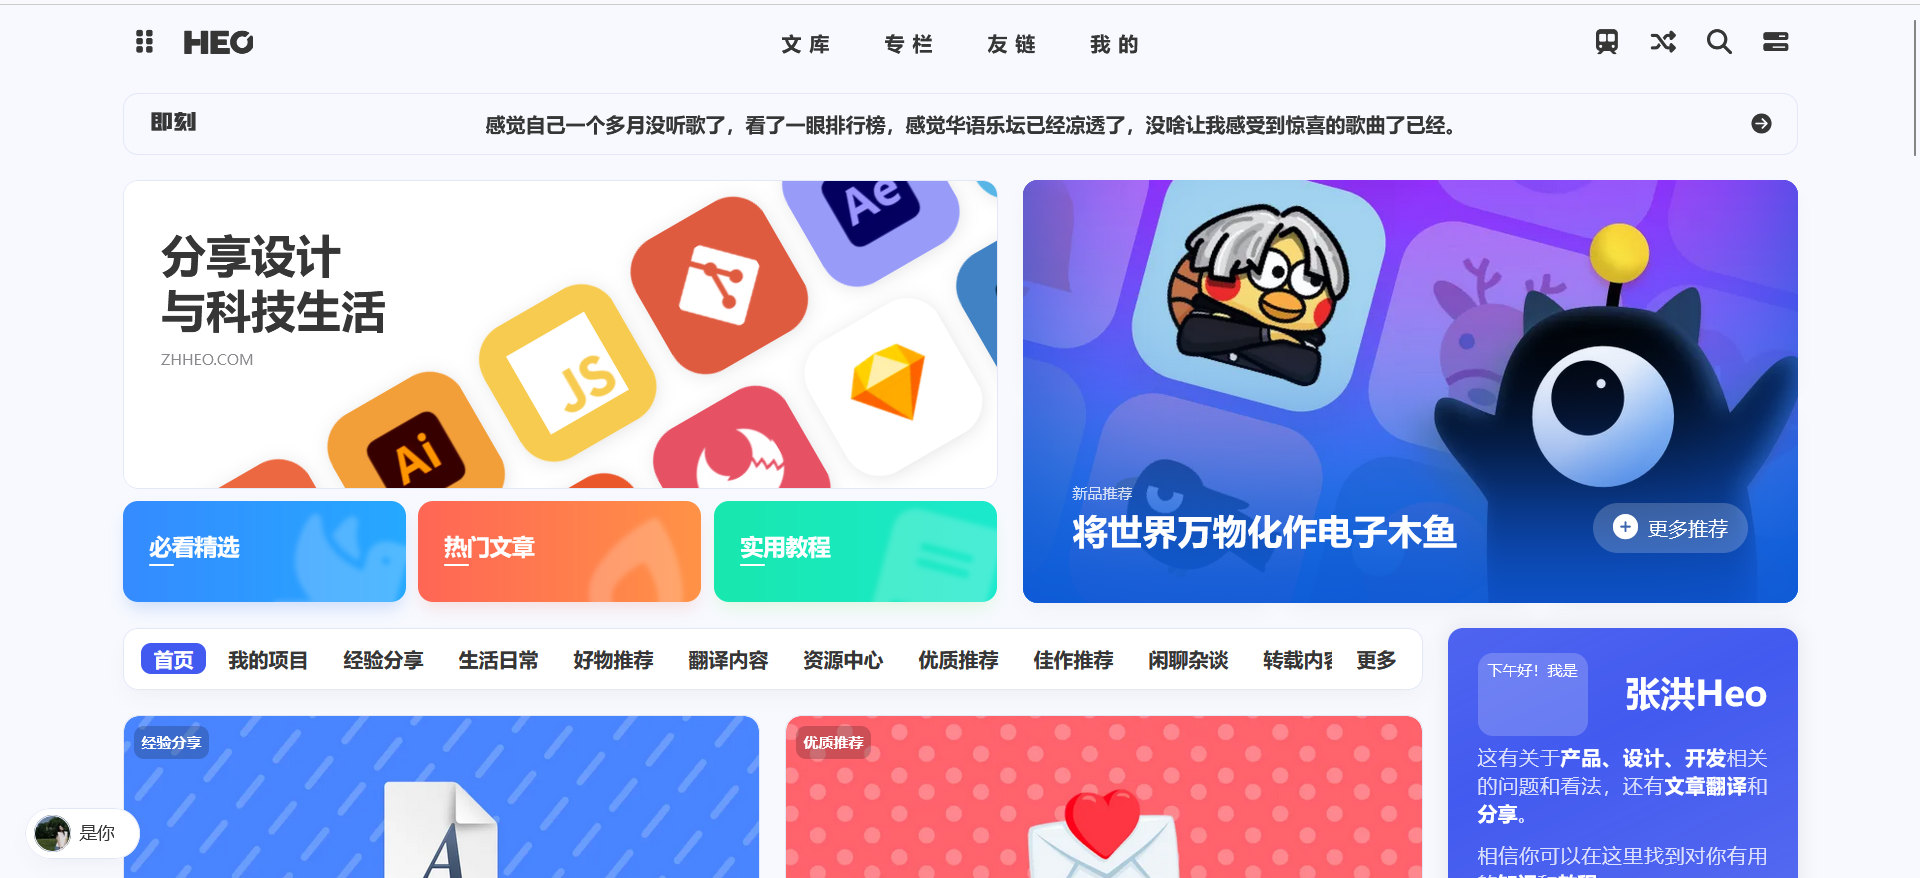 HEO
文库
专栏
友链
我的
即刻
感觉自己一个多月没听歌了，看了一眼排行榜，感觉华语乐坛已经凉透了，没啥让我感受到惊喜的歌曲了已经。
分享设计
与科技生活
ZHHEO.COM
Ae
JS
Ai
新品推荐
将世界万物化作电子木鱼
更多推荐
必看精选
热门文章
实用教程
首页
我的项目
经验分享
生活日常
好物推荐
翻译内容
资源中心
优质推荐
佳作推荐
闲聊杂谈
转载内容
更多
经验分享
A
优质推荐
下午好！我是
张洪Heo
这有关于产品、设计、开发相关
的问题和看法，还有文章翻译和
分享。
相信你可以在这里找到对你有用
是你